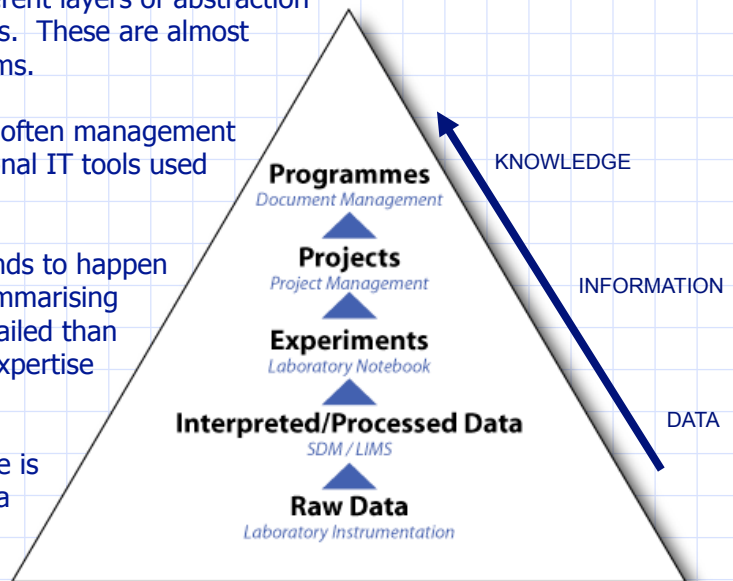 rent layers of abstraction
s. These are almost
ms.
often management
nal IT tools used
nds to happen
mmarising
ailed than
expertise
e is
a
Programmes
Document Management
Projects
Project Management
Experiments
Laboratory Notebook
Interpreted/Processed Data
SDM / LIMS
Raw Data
Laboratory Instrumentation
KNOWLEDGE
INFORMATION
DATA